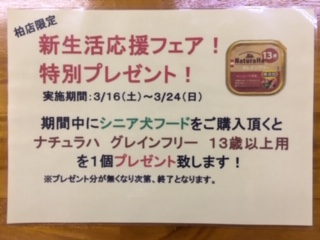 柏店限定
新生活応援フェア！
特別プレゼント！
実施期間：3/16（土）～3/24（日）
期間中にシニア犬フードをご購入頂くと
ナチュラハ　グレインフリー　13歳以上用
を１個プレゼント致します！
※プレゼント分が無くなり次第、終了となります。
Naturaha
13